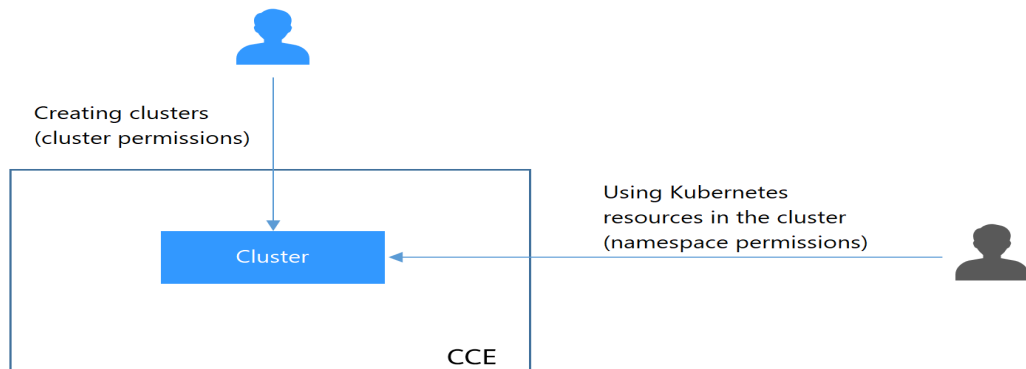 Creating clusters
(cluster permissions)
Using Kubernetes
resources in the cluster
(namespace permissions)
Cluster
CCE